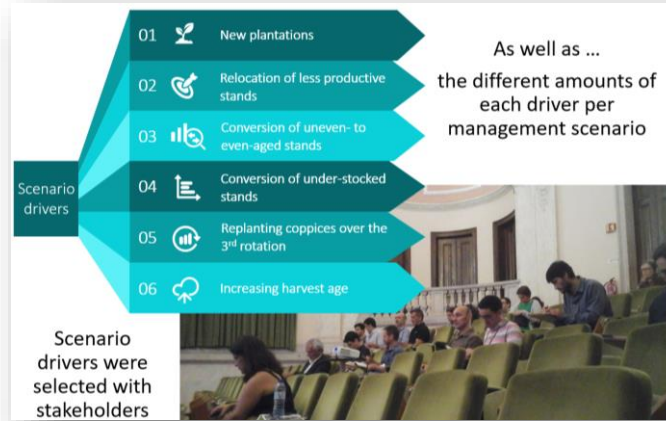 01 New plantations
02 Relocation of less productive
stands
03 Conversion of uneven- to
even-aged stands
04 Conversion of under-stocked
stands
05 Replanting coppices over the
3rd rotation
06 Increasing harvest age
Scenario
drivers
As well as ...
the different amounts of
each driver per
management scenario
Scenario
drivers were
selected with
stakeholders